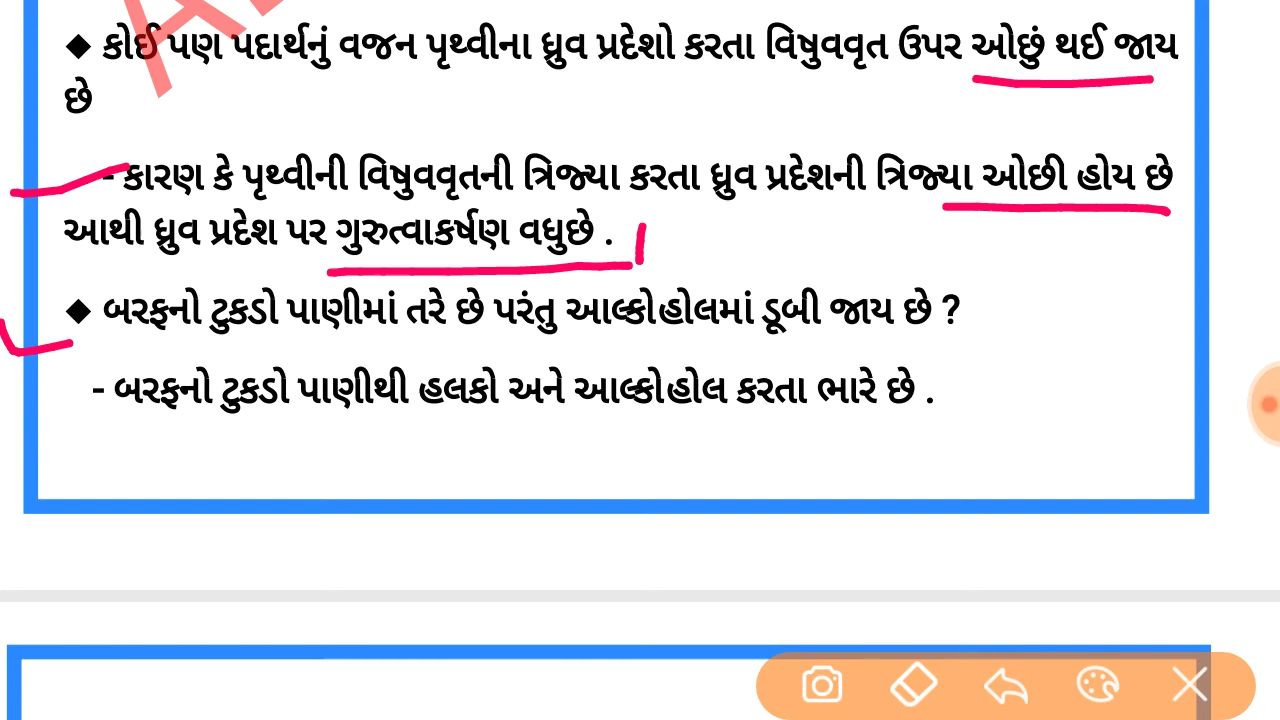 ◆ કોઈ પણ પદાર્થનું વજન પૃથ્વીના ધ્રુવ પ્રદેશો કરતા વિષુવવૃત ઉપર ઓછું થઈ જાય
છે
- કારણ કે પૃથ્વીની વિષુવવૃતની ત્રિજ્યા કરતા ધ્રુવ પ્રદેશની ત્રિજ્યા ઓછી હોય છે
આથી ધ્રુવ પ્રદેશ પર ગુરુત્વાકર્ષણ વધુછે .
◆ બરફનો ટુકડો પાણીમાં તરે છે પરંતુ આલ્કોહોલમાં ડૂબી જાય છે ?
- બરફનો ટુકડો પાણીથી હલકો અને આલ્કોહોલ કરતા ભારે છે .